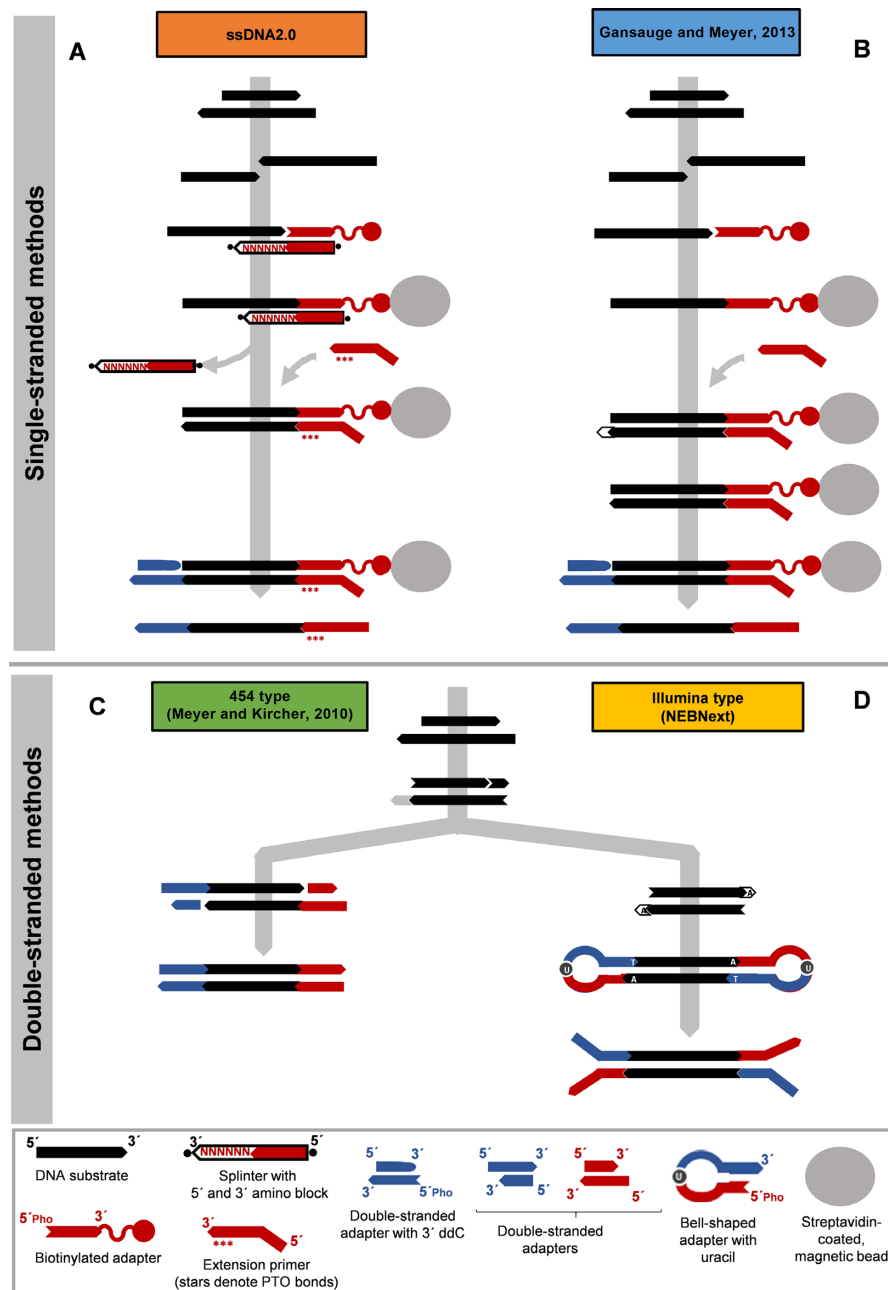 Single-stranded methods
A
ssDNA2.0
Gansauge and Meyer, 2013
B
NNNNNN
NNNNNN
NNNNNN
***
***
***
***
Double-stranded methods
C
454 type
(Meyer and Kircher, 2010)
Illumina type
(NEBNext)
D
A
A
T
A
U
U
A
T
5´
3´
DNA substrate
3´
NNNNNN
5´
Splinter with
5´ and 3´ amino block
5´
3´
3´
5´Pho
Double-stranded
adapter with 3´ ddC
5´
3´
3´
5´
5´
3´
3´
5´
Double-stranded
adapters
U
3´
5´Pho
Bell-shaped
adapter with
uracil
Streptavidin-
coated,
magnetic bead
5´Pho
3´
Biotinylated adapter
3´
***
5´
Extension primer
(stars denote PTO bonds)